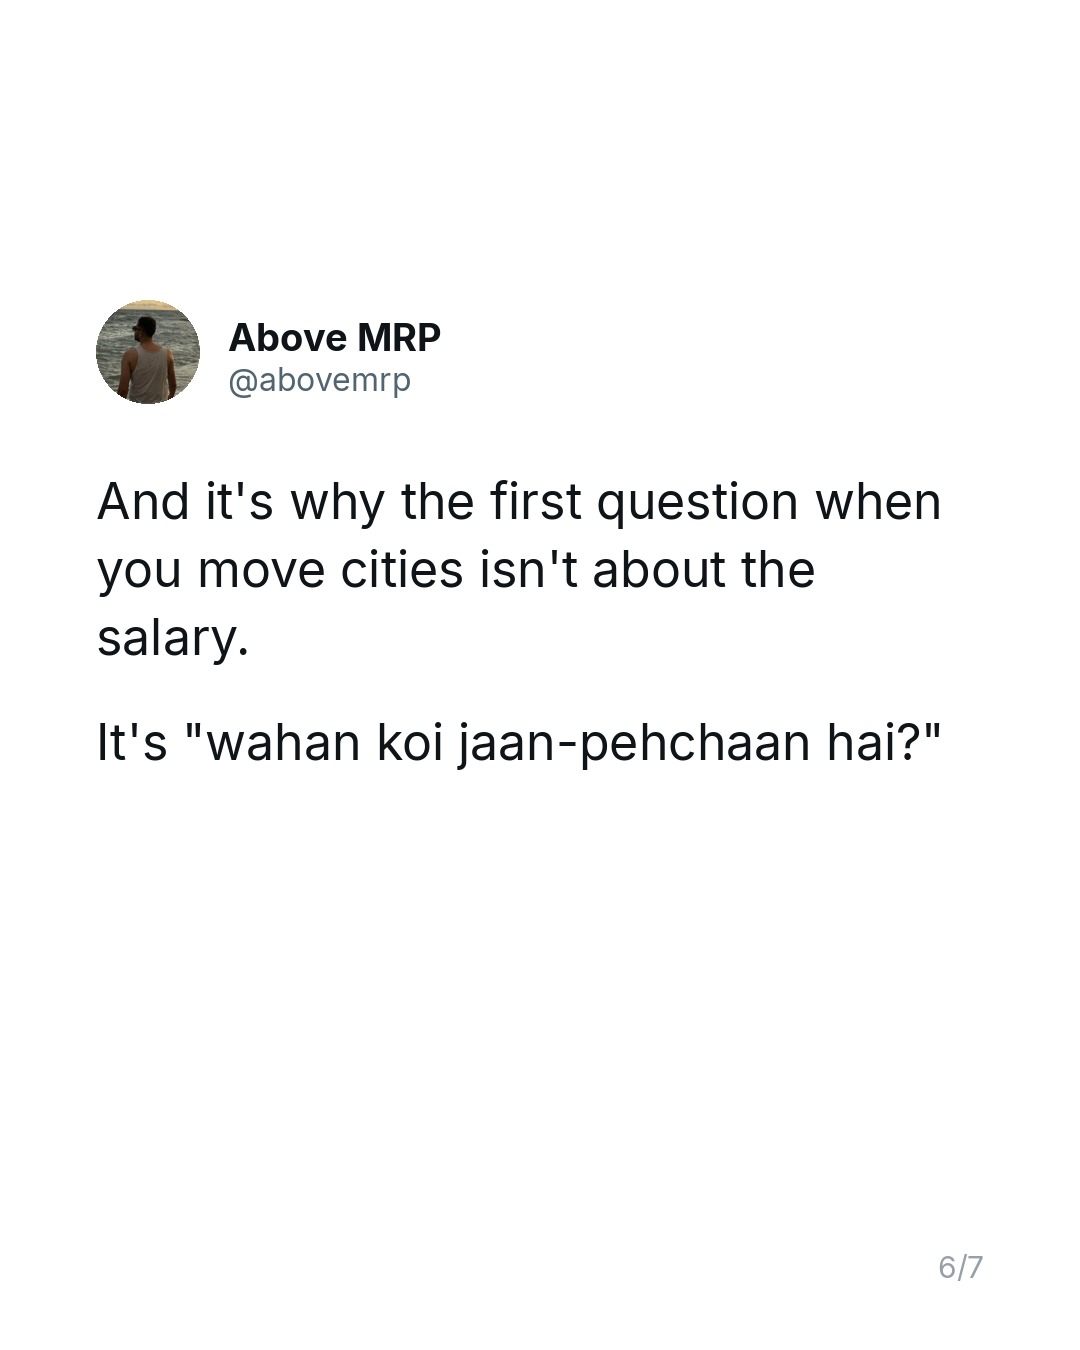 Above MRP
@abovemrp
And it's why the first question when
you move cities isn't about the
salary.
It's "wahan koi jaan-pehchaan hai?"
6/7